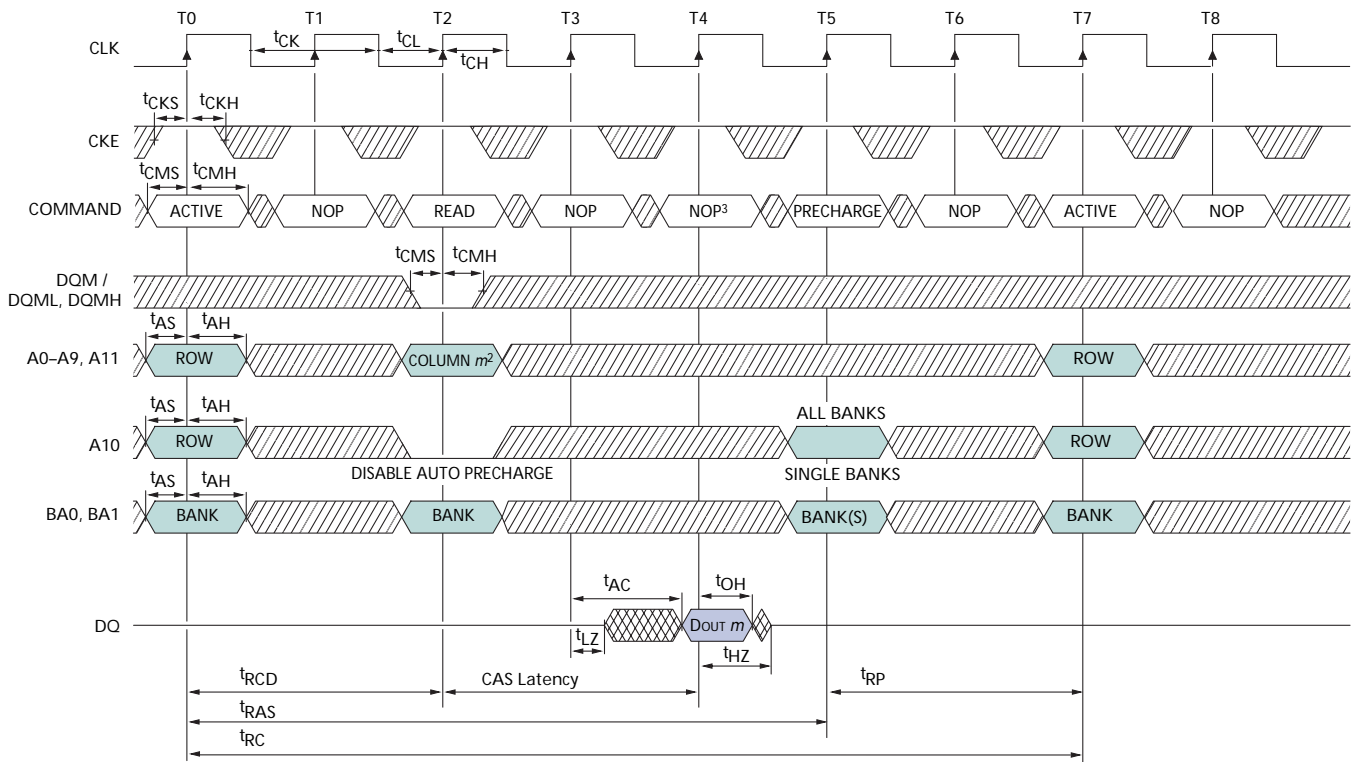 T0 T1 T2 T3 T4 T5 T6 T7 T8
CLK
tCK tCL
tCH
tCKS tCKH
CKE
tCMS tCMH
COMMAND ACTIVE NOP READ NOP NOP3 PRECHARGE NOP ACTIVE NOP
tCMS tCMH
DQM /
DQML, DQMH
tAS tAH
A0–A9, A11 ROW COLUMN m2 ROW
tAS tAH ALL BANKS
A10 ROW ROW
DISABLE AUTO PRECHARGE SINGLE BANKS
tAS tAH
BA0, BA1 BANK BANK BANK(S) BANK
tAC tOH
DQ DOUT m
tLZ tHZ
tRCD CAS Latency tRP
tRAS
tRC